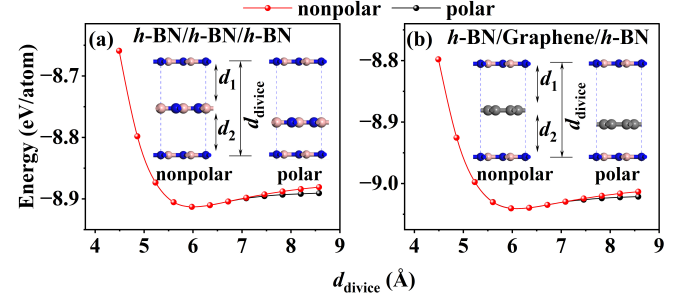 nonpolar polar
(a) h-BN/h-BN/h-BN
(b) h-BN/Graphene/h-BN
Energy (eV/atom)
-8.7
-8.8
-8.9
d1
d2
ddivice
nonpolar
polar
4 5 6 7 8 9
-8.8
-8.9
-9.0
d1
d2
ddivice
nonpolar
polar
4 5 6 7 8 9
ddivice (Å)